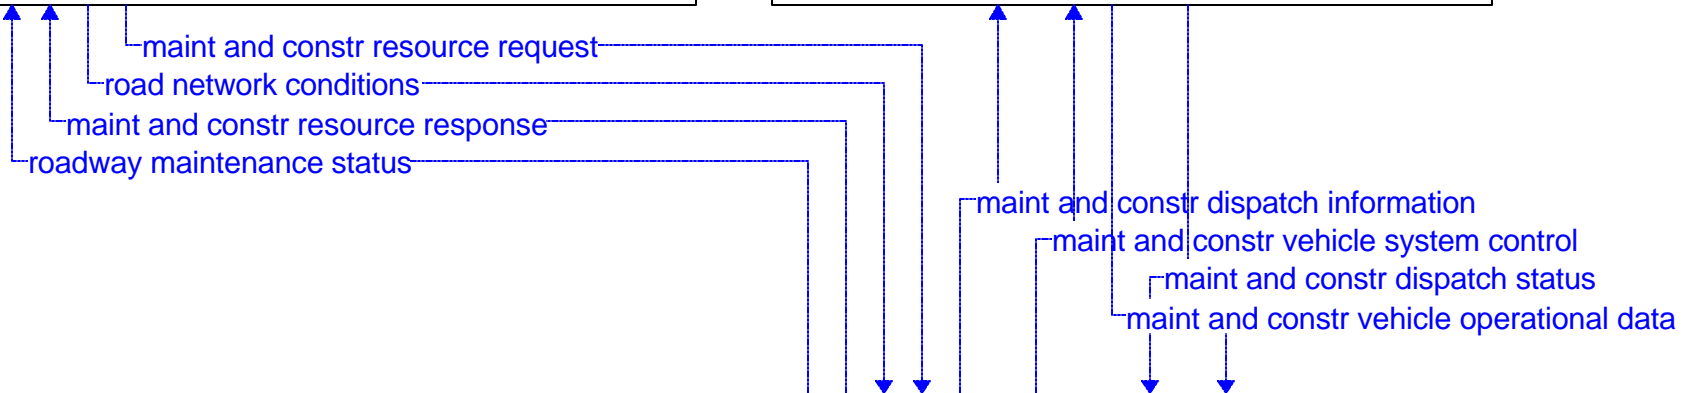 maint and constr resource request
road network conditions
maint and constr resource response
roadway maintenance status
maint and constr dispatch information
maint and constr vehicle system control
maint and constr dispatch status
maint and constr vehicle operational data